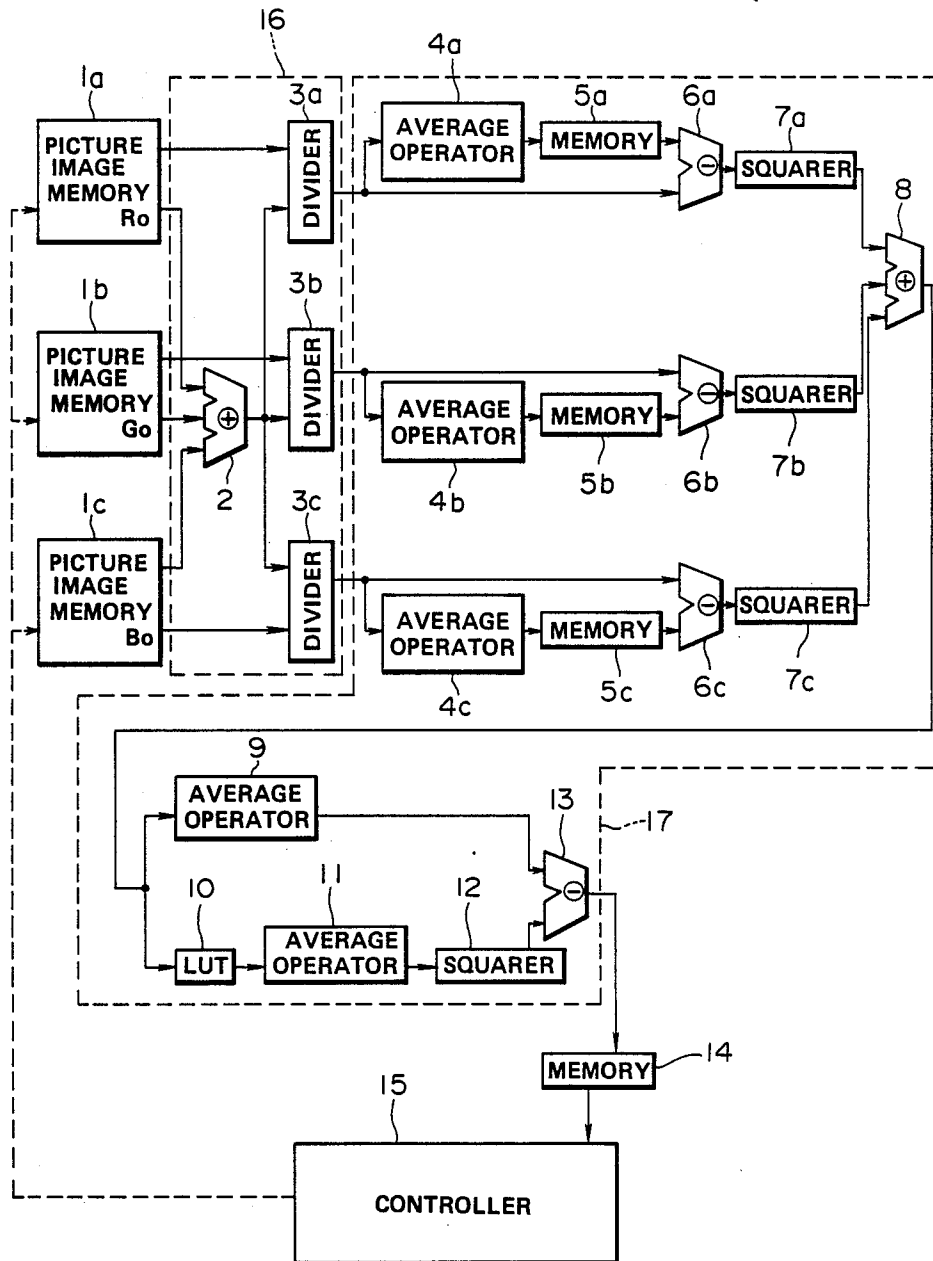 16
4a
1a
3a
5a
6a
7a
PICTURE
IMAGE
MEMORY
Ro
DIVIDER
AVERAGE
OPERATOR
MEMORY
⊖
SQUARER
8
⊕
1b
3b
PICTURE
IMAGE
MEMORY
Go
⊕
2
DIVIDER
AVERAGE
OPERATOR
4b
MEMORY
5b
⊖
6b
SQUARER
7b
1c
3c
PICTURE
IMAGE
MEMORY
Bo
DIVIDER
AVERAGE
OPERATOR
4c
MEMORY
5c
⊖
6c
SQUARER
7c
9
AVERAGE
OPERATOR
13
17
⊖
10
LUT
11
AVERAGE
OPERATOR
12
SQUARER
MEMORY
14
15
CONTROLLER